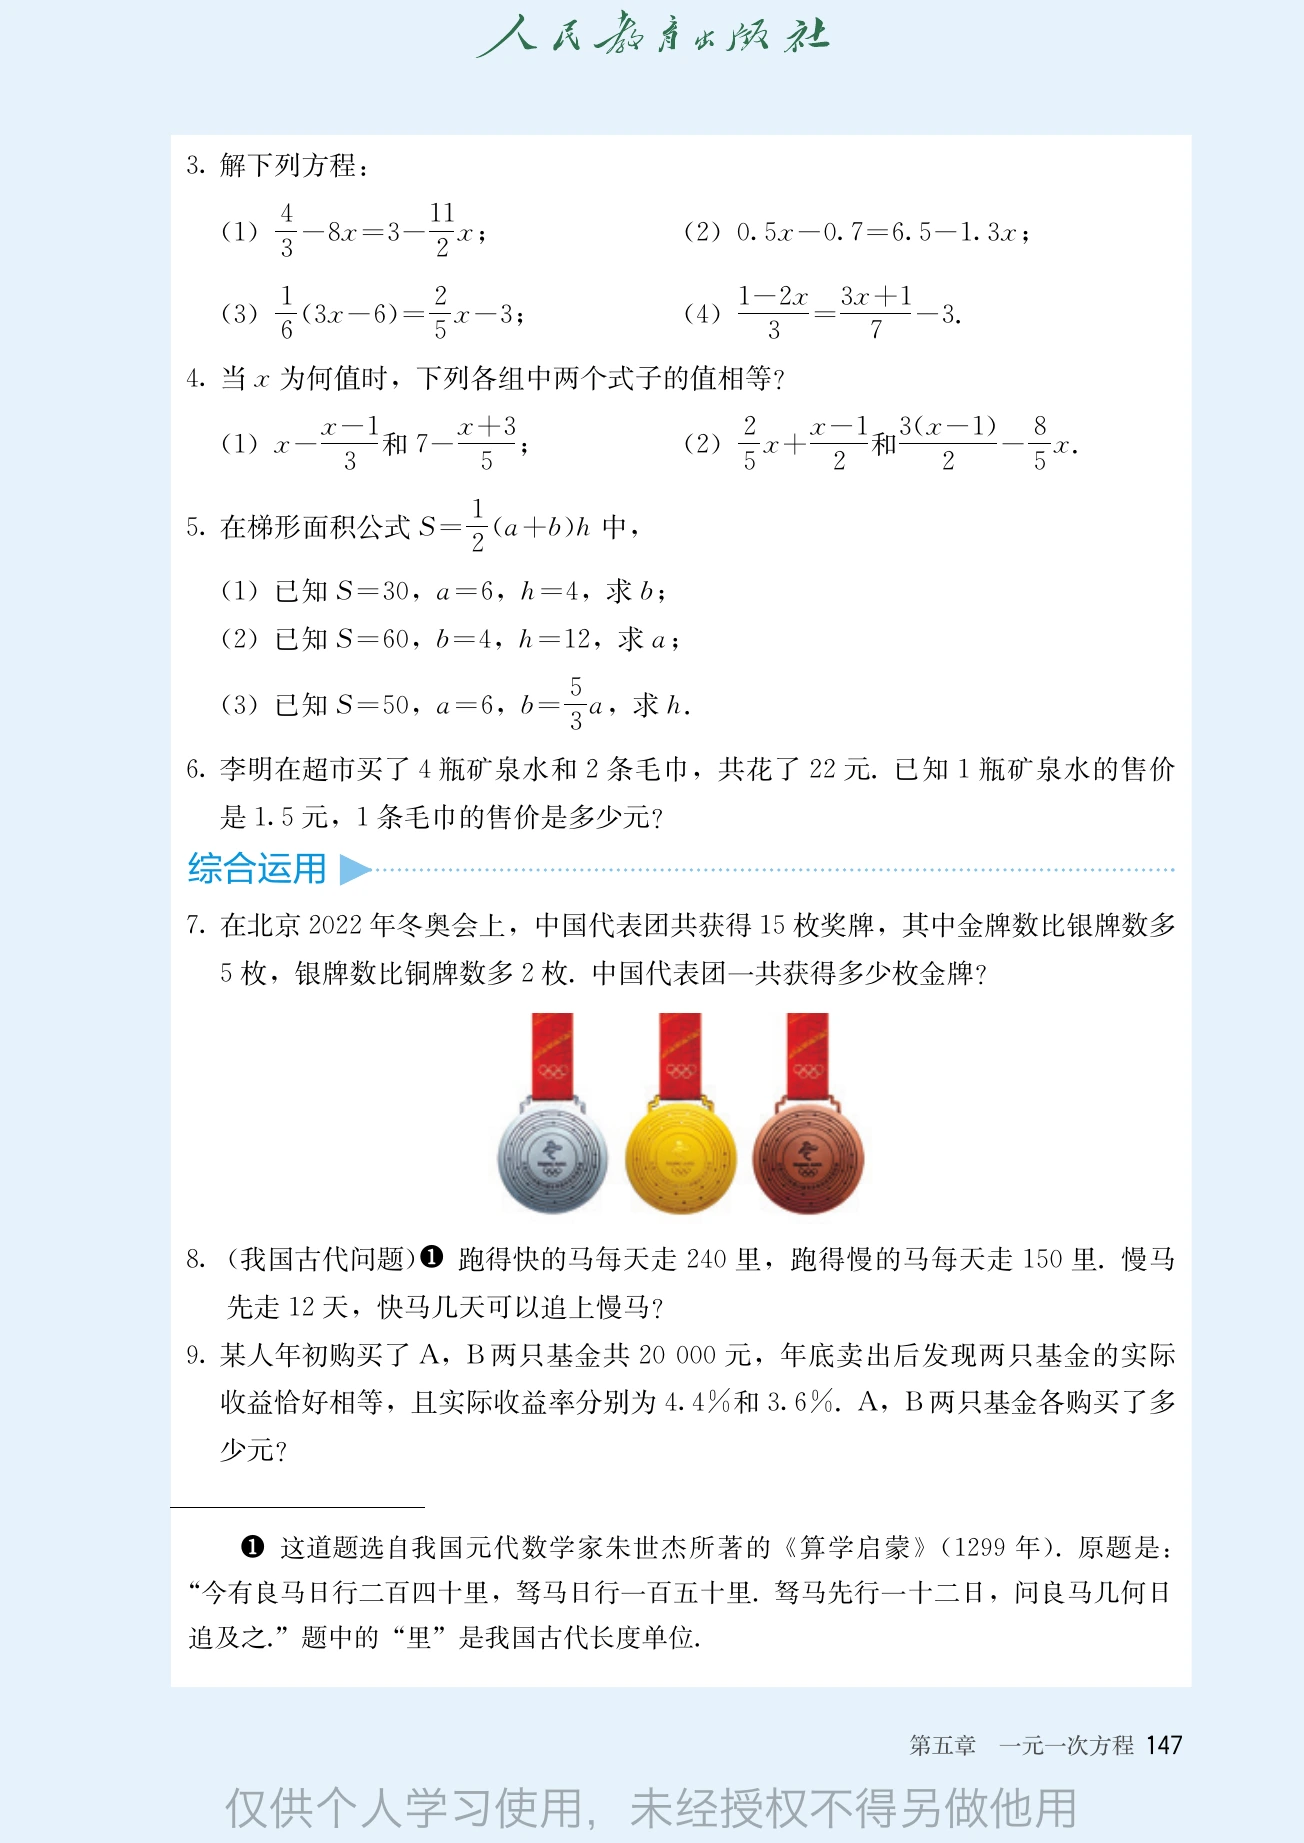 人民教育出版社
3. 解下列方程：
(1) 4/3－8x＝3－11/2x； (2) 0.5x－0.7＝6.5－1.3x；
(3) 1/6(3x－6)＝2/5x－3； (4) (1－2x)/3＝(3x＋1)/7－3.
4. 当 x 为何值时，下列各组中两个式子的值相等？
(1) x－(x－1)/3和 7－(x＋3)/5； (2) 2/5x＋(x－1)/2和3(x－1)/2－8/5x.
5. 在梯形面积公式 S＝1/2(a＋b)h 中，
(1) 已知 S＝30，a＝6，h＝4，求 b；
(2) 已知 S＝60，b＝4，h＝12，求 a；
(3) 已知 S＝50，a＝6，b＝5/3a，求 h.
6. 李明在超市买了 4 瓶矿泉水和 2 条毛巾，共花了 22 元. 已知 1 瓶矿泉水的售价
是 1.5 元，1 条毛巾的售价是多少元？
综合运用
7. 在北京 2022 年冬奥会上，中国代表团共获得 15 枚奖牌，其中金牌数比银牌数多
5 枚，银牌数比铜牌数多 2 枚. 中国代表团一共获得多少枚金牌？
8. (我国古代问题)❶ 跑得快的马每天走 240 里，跑得慢的马每天走 150 里. 慢马
先走 12 天，快马几天可以追上慢马？
9. 某人年初购买了 A，B两只基金共 20 000 元，年底卖出后发现两只基金的实际
收益恰好相等，且实际收益率分别为 4.4%和 3.6%. A，B两只基金各购买了多
少元？
❶ 这道题选自我国元代数学家朱世杰所著的《算学启蒙》(1299 年). 原题是：
“今有良马日行二百四十里，驽马日行一百五十里. 驽马先行一十二日，问良马几何日
追及之.”题中的“里”是我国古代长度单位.
第五章 一元一次方程 147
仅供个人学习使用，未经授权不得另做他用